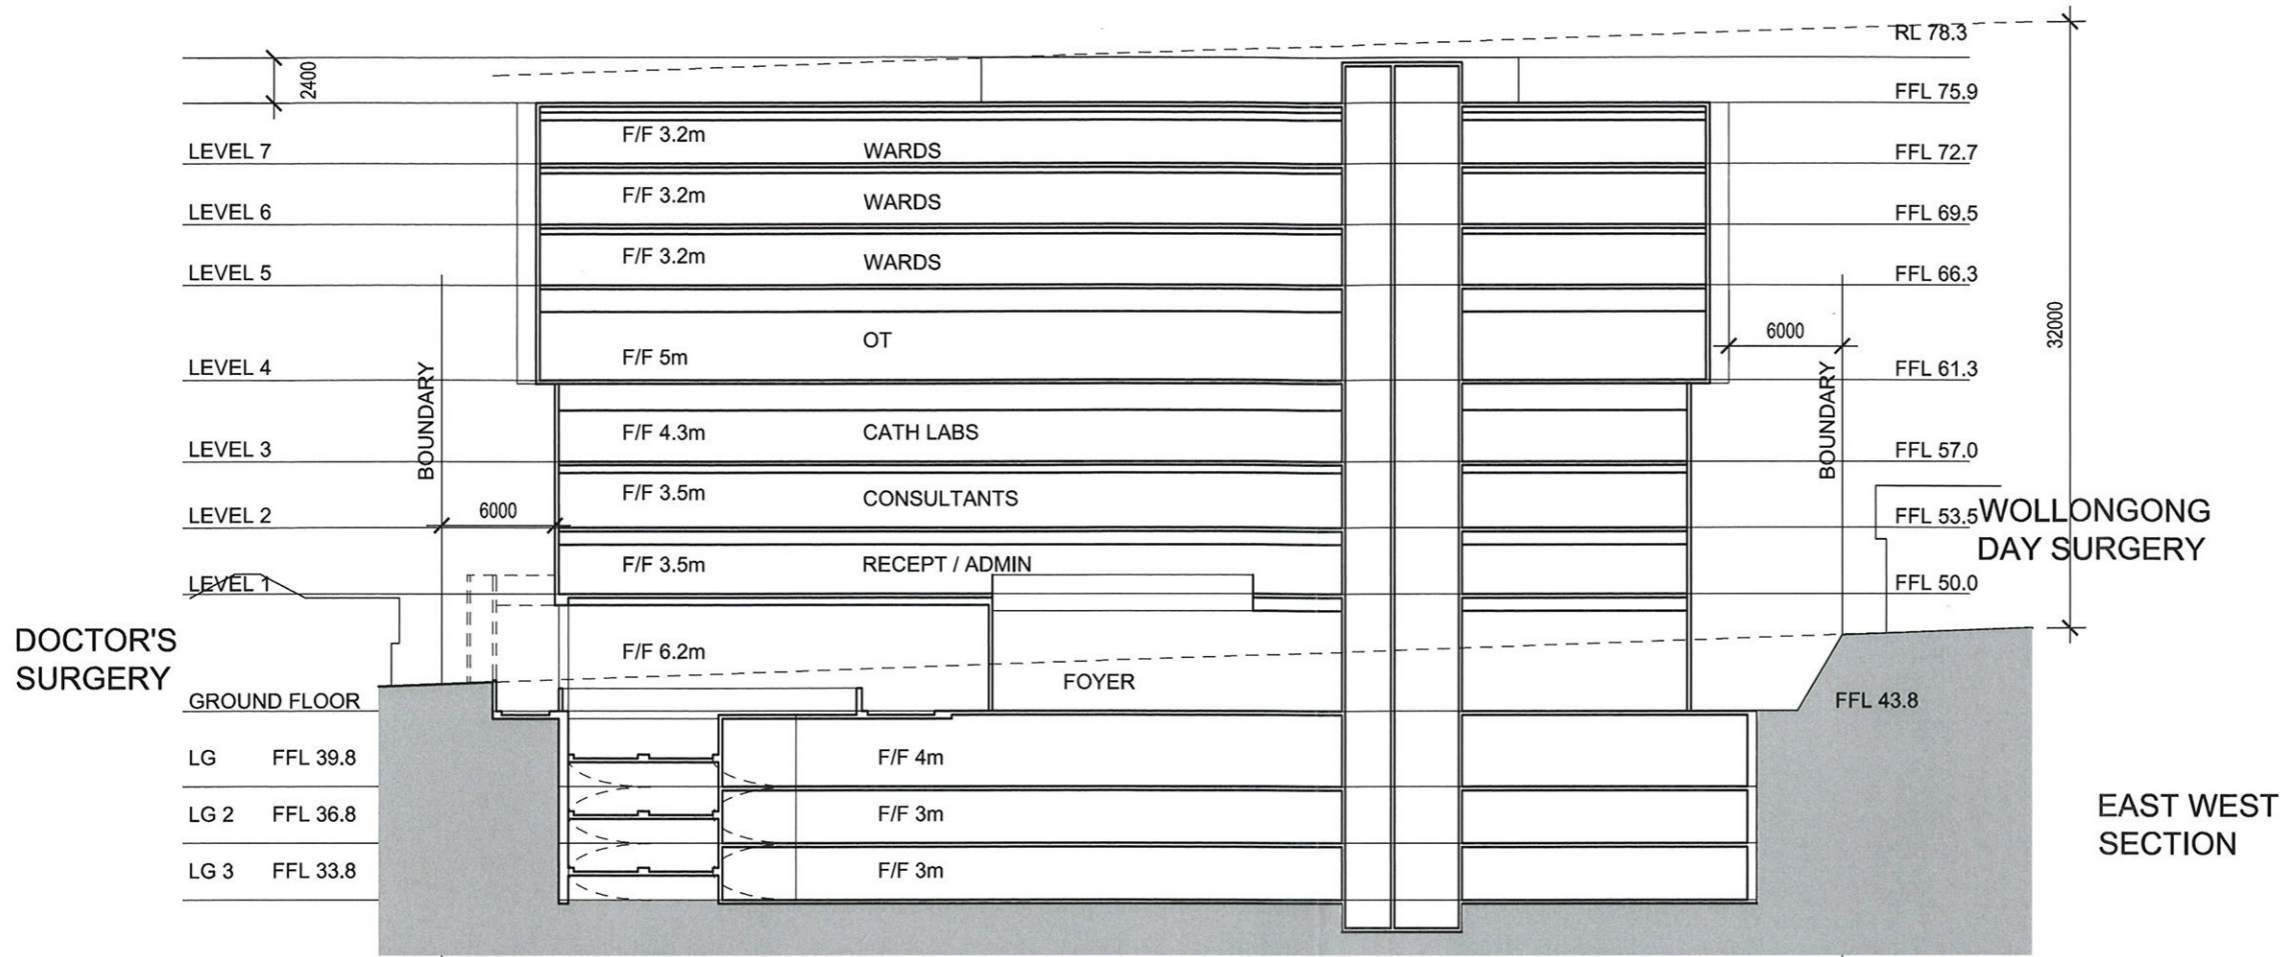 RL 78.3
2400
FFL 75.9
F/F 3.2m
LEVEL 7
WARDS
FFL 72.7
F/F 3.2m
LEVEL 6
WARDS
FFL 69.5
F/F 3.2m
LEVEL 5
WARDS
FFL 66.3
OT
6000
32000
F/F 5m
LEVEL 4
FFL 61.3
BOUNDARY
BOUNDARY
F/F 4.3m
CATH LABS
LEVEL 3
FFL 57.0
F/F 3.5m
CONSULTANTS
6000
LEVEL 2
FFL 53.5
WOLLONGONG
DAY SURGERY
F/F 3.5m
RECEPT / ADMIN
LEVEL 1
FFL 50.0
DOCTOR'S
SURGERY
F/F 6.2m
FOYER
GROUND FLOOR
FFL 43.8
LG FFL 39.8
F/F 4m
LG 2 FFL 36.8
F/F 3m
EAST WEST
SECTION
LG 3 FFL 33.8
F/F 3m